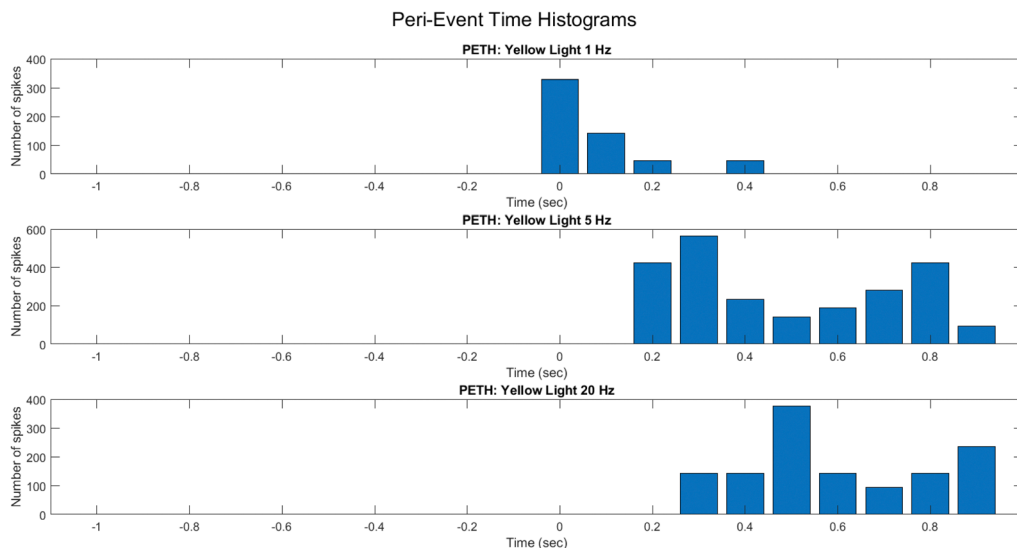 Peri-Event Time Histograms
PETH: Yellow Light 1 Hz
Number of spikes
400
300
200
100
0
-1 -0.8 -0.6 -0.4 -0.2 0 0.2 0.4 0.6 0.8
Time (sec)
PETH: Yellow Light 5 Hz
Number of spikes
600
400
200
0
-1 -0.8 -0.6 -0.4 -0.2 0 0.2 0.4 0.6 0.8
Time (sec)
PETH: Yellow Light 20 Hz
Number of spikes
400
300
200
100
0
-1 -0.8 -0.6 -0.4 -0.2 0 0.2 0.4 0.6 0.8
Time (sec)